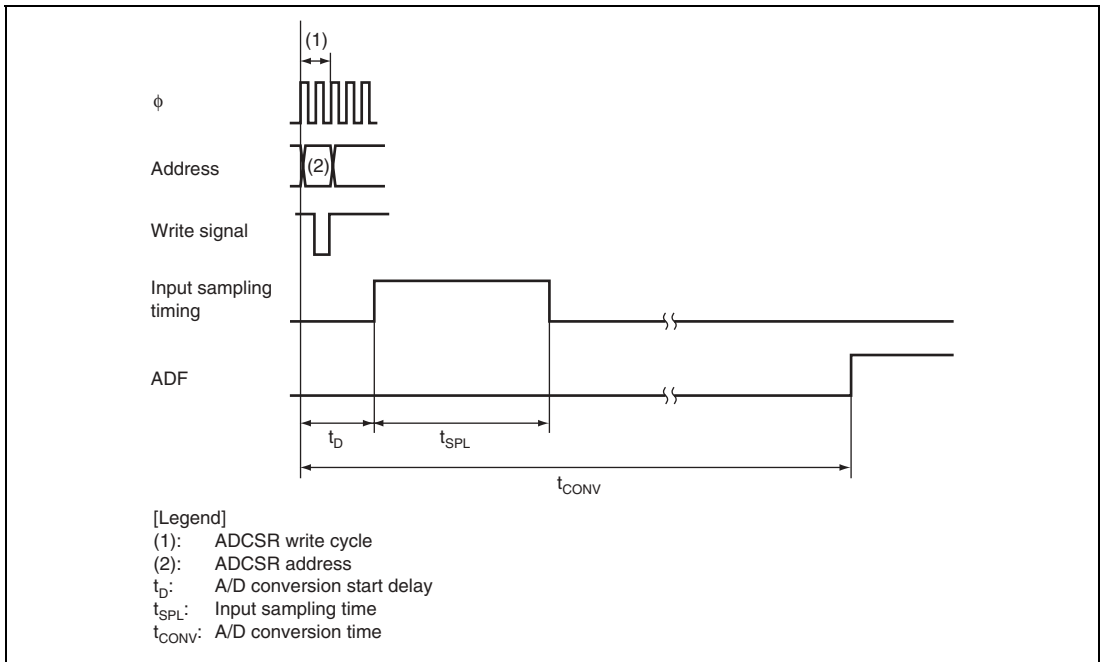 (1)
ϕ
Address
(2)
Write signal
Input sampling
timing
ADF
tD
tSPL
tCONV
[Legend]
(1): ADCSR write cycle
(2): ADCSR address
tD: A/D conversion start delay
tSPL: Input sampling time
tCONV: A/D conversion time